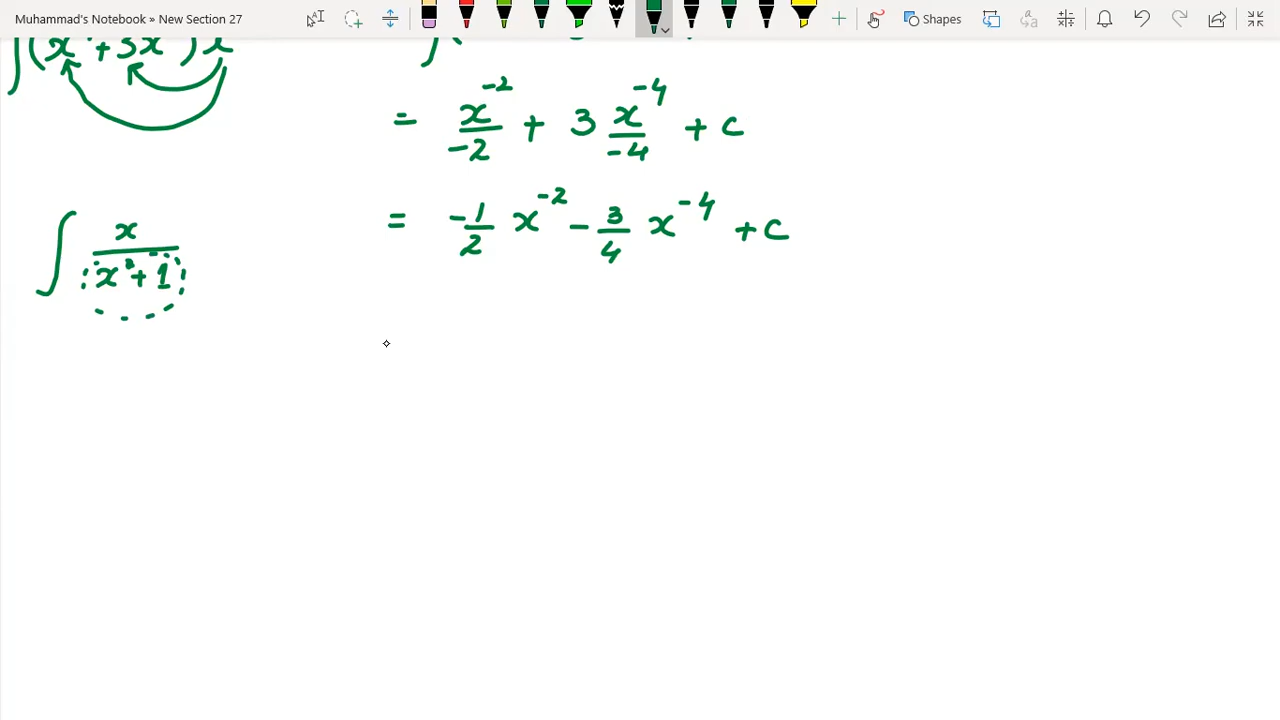 Muhammad's Notebook » New Section 27
Shapes
∫(x + 3x )x
= x⁻²/-2 + 3 x⁻⁴/-4 + c
= -1/2 x⁻² - 3/4 x⁻⁴ + c
∫ x/(x² + 1)